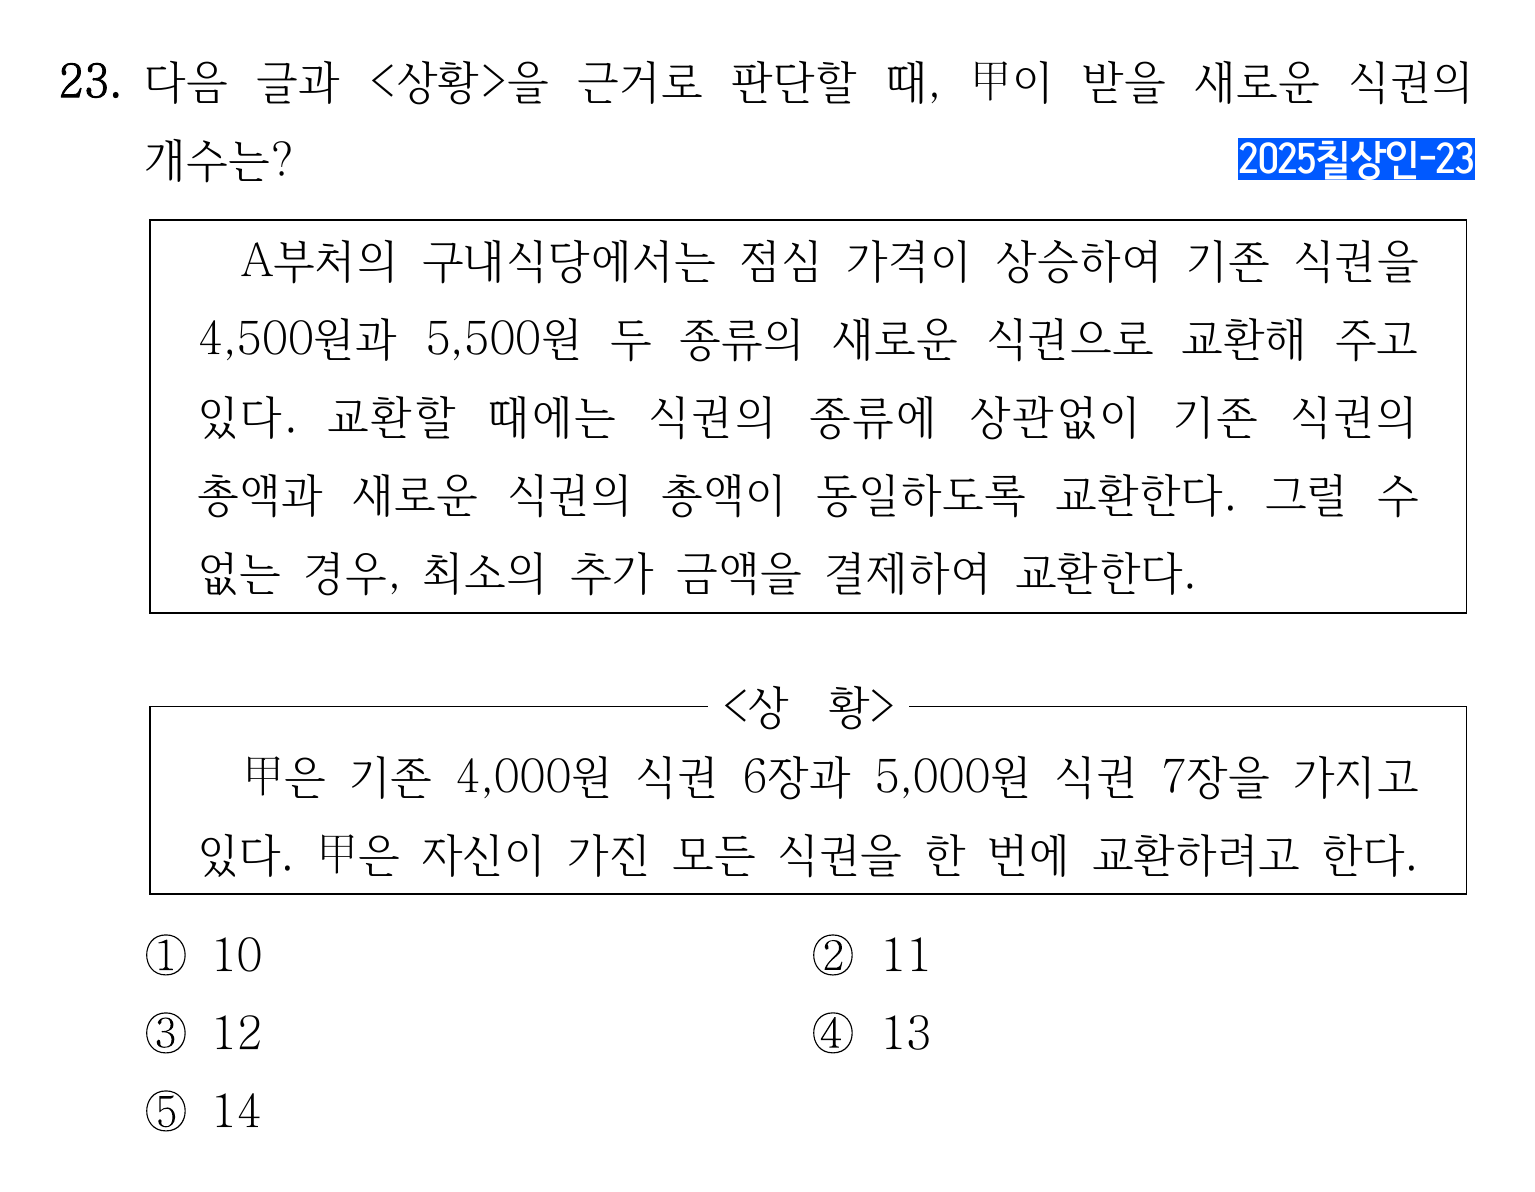 23. 다음 글과 <상황>을 근거로 판단할 때, 甲이 받을 새로운 식권의
개수는?
2025칠상인-23
A부처의 구내식당에서는 점심 가격이 상승하여 기존 식권을
4,500원과 5,500원 두 종류의 새로운 식권으로 교환해 주고
있다. 교환할 때에는 식권의 종류에 상관없이 기존 식권의
총액과 새로운 식권의 총액이 동일하도록 교환한다. 그럴 수
없는 경우, 최소의 추가 금액을 결제하여 교환한다.
<상 황>
甲은 기존 4,000원 식권 6장과 5,000원 식권 7장을 가지고
있다. 甲은 자신이 가진 모든 식권을 한 번에 교환하려고 한다.
① 10
② 11
③ 12
④ 13
⑤ 14